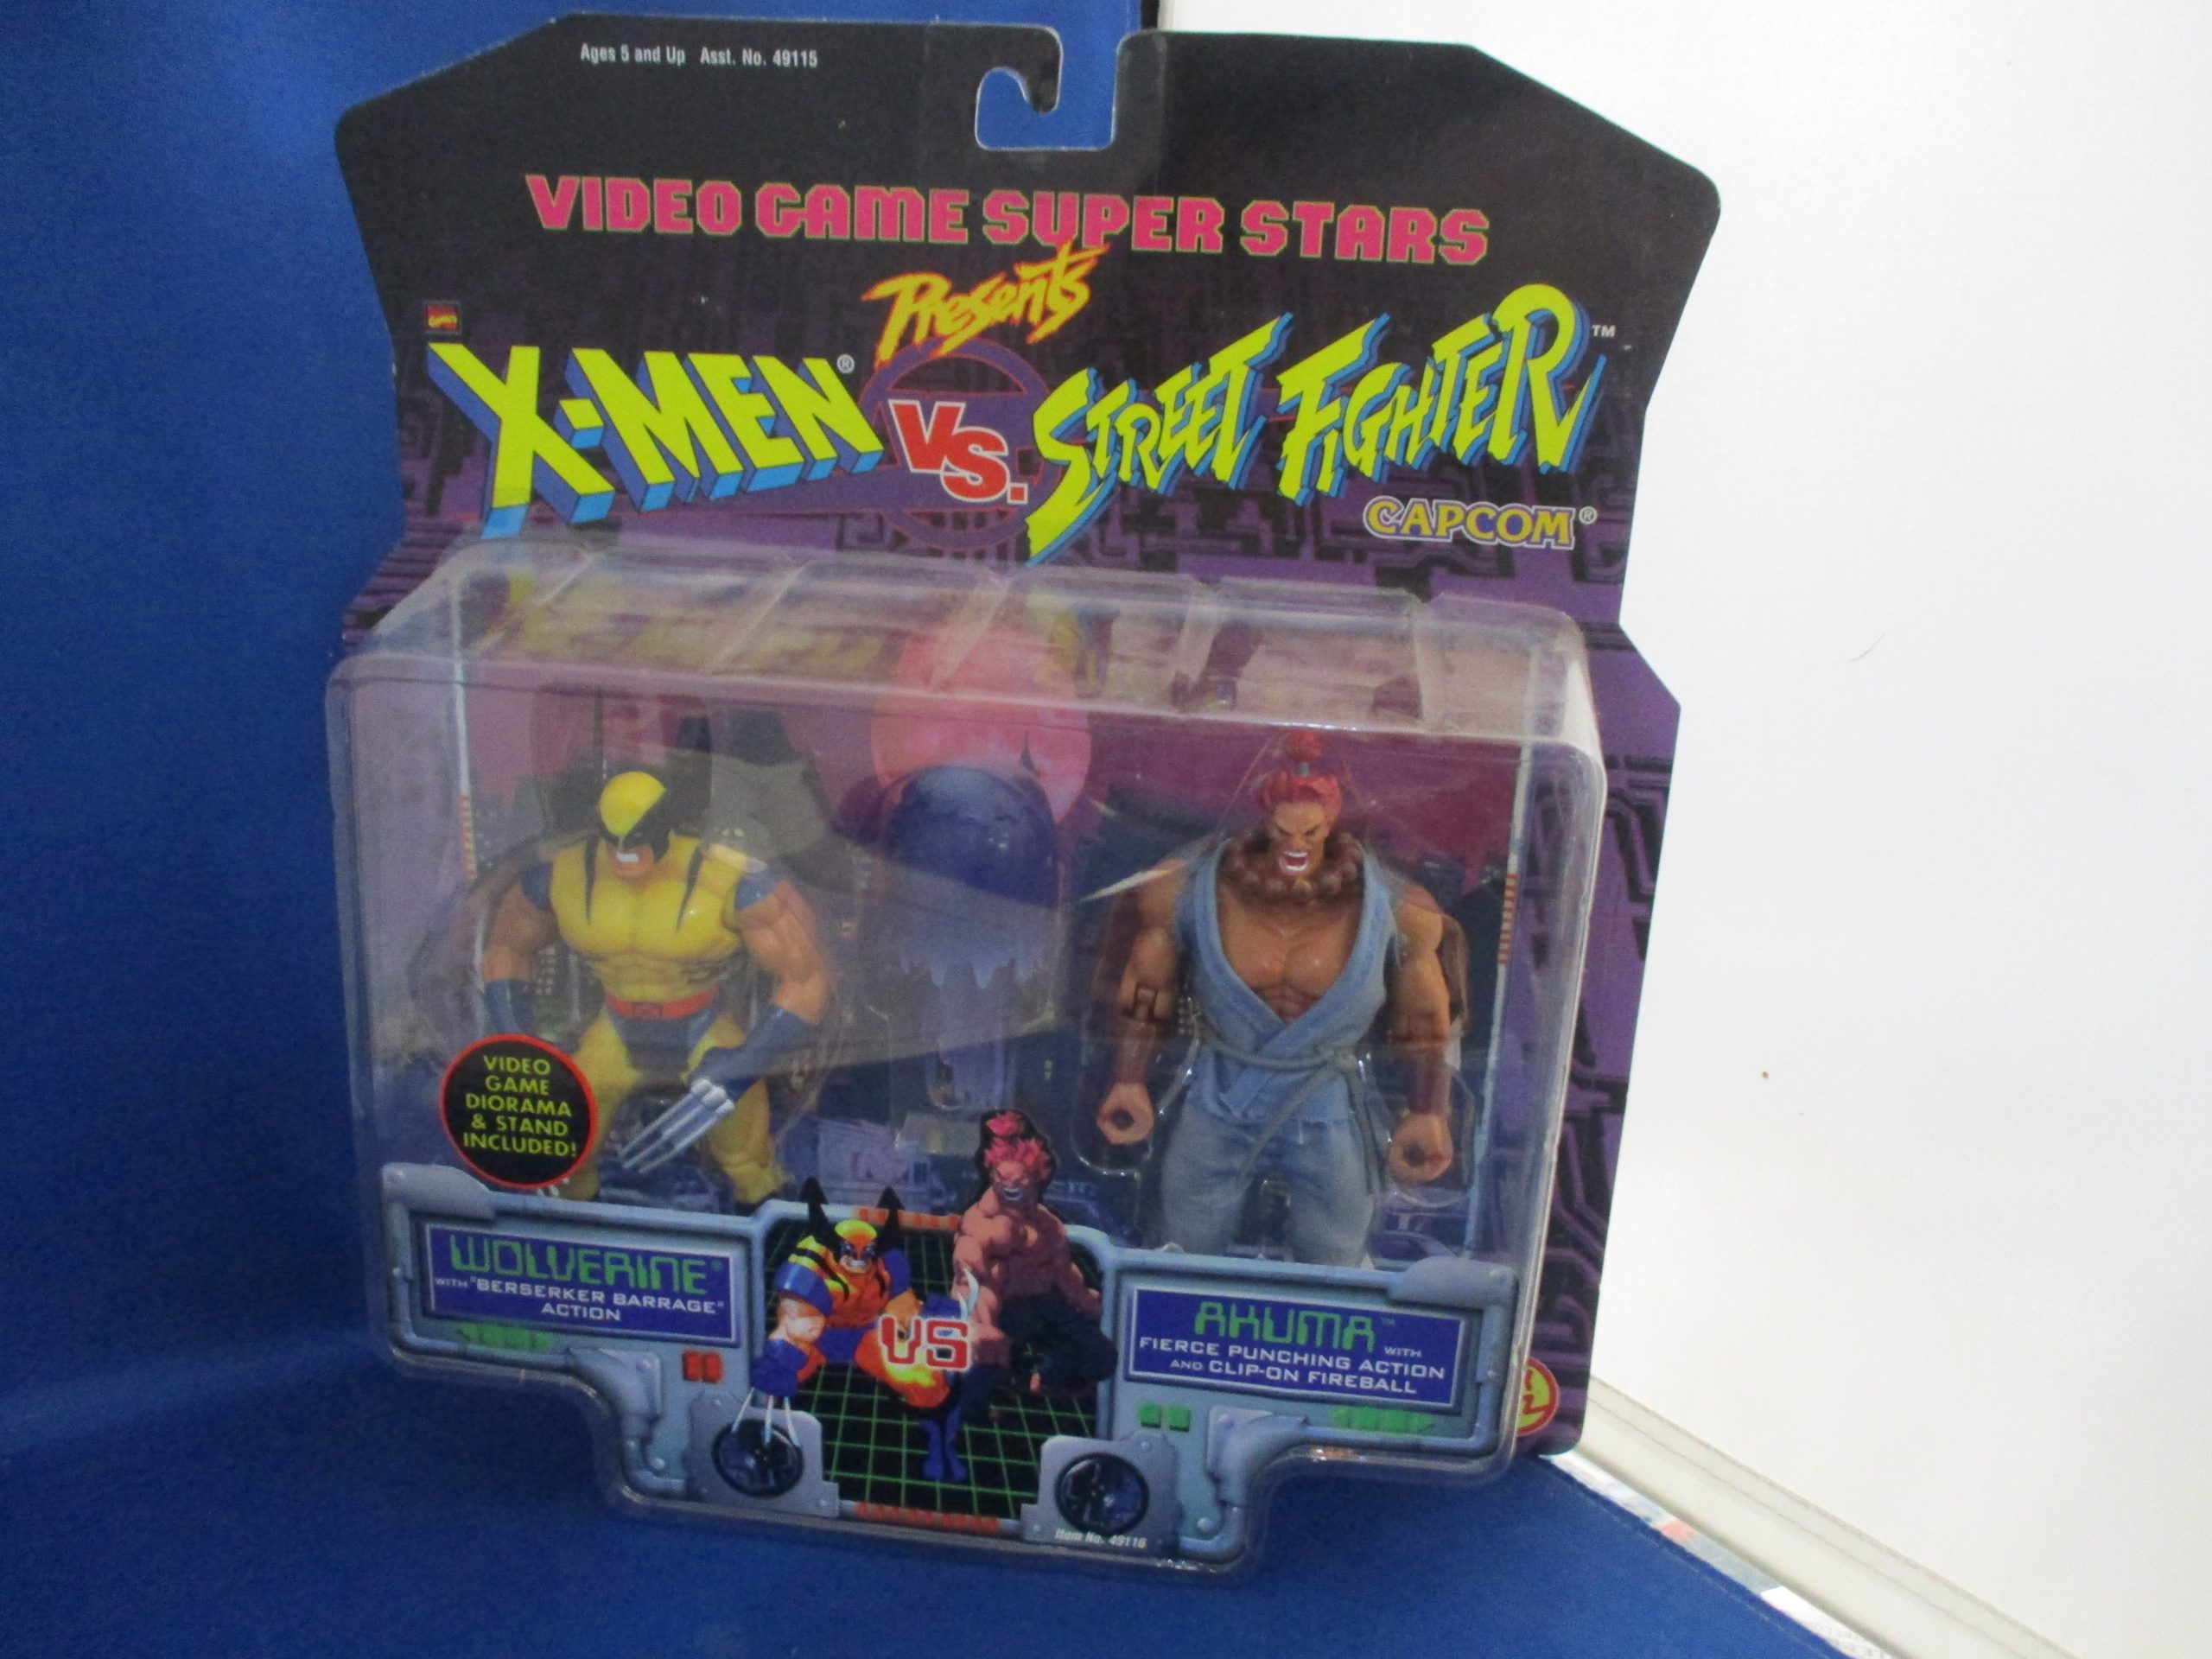 Ages 5 and Up Asst. No. 49115
VIDEO GAME SUPER STARS
Presents
X-MEN® VS. STREET FIGHTER™
CAPCOM®
VIDEO
GAME
DIORAMA
& STAND
INCLUDED!
WOLVERINE®
WITH "BERSERKER BARRAGE"
ACTION
VS
AKUMA™ WITH
FIERCE PUNCHING ACTION
AND CLIP-ON FIREBALL
Item No. 49116